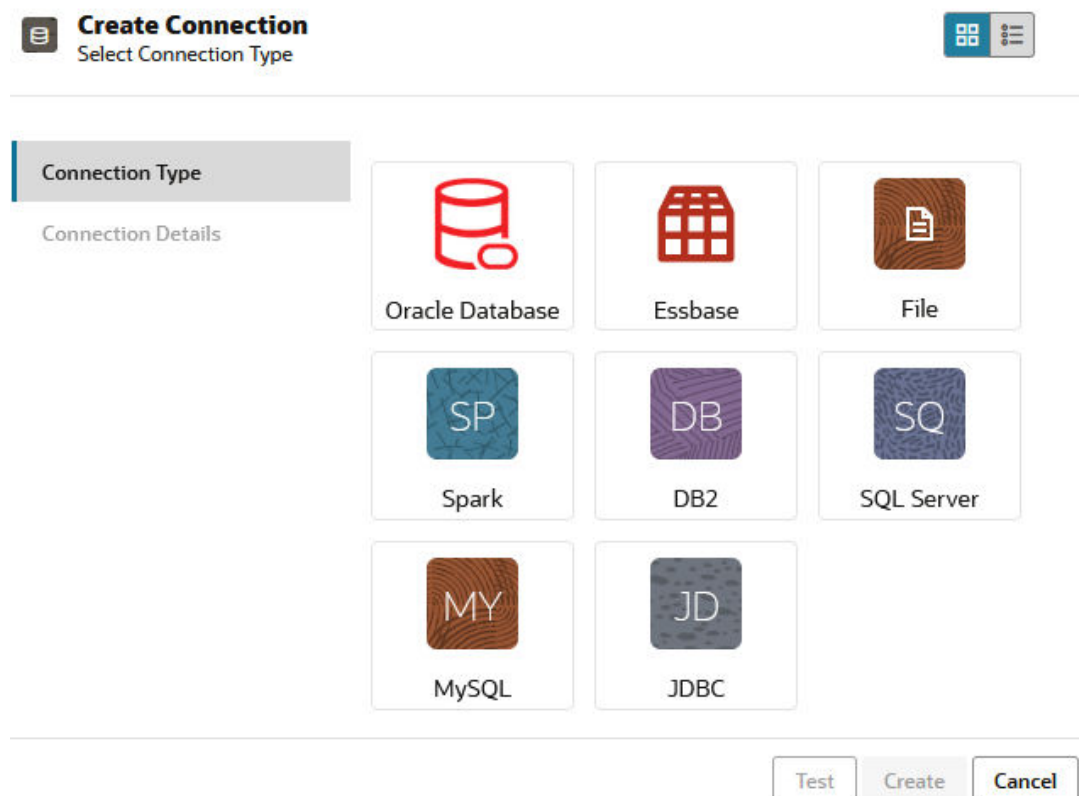 Create Connection
Select Connection Type
Connection Type
Connection Details
Oracle Database
Essbase
File
SP
Spark
DB
DB2
SQ
SQL Server
MY
MySQL
JD
JDBC
Test
Create
Cancel